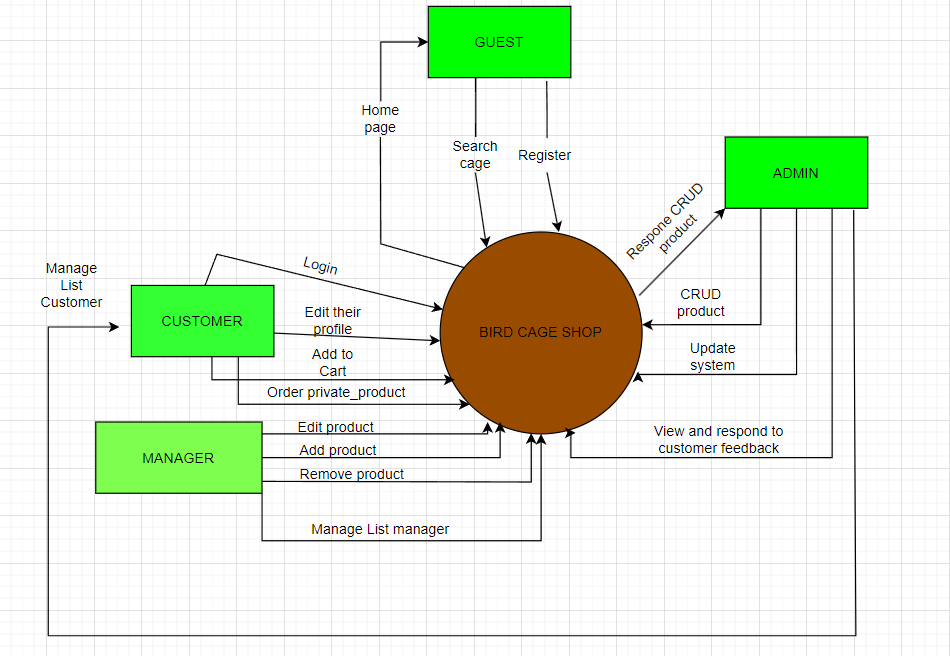 GUEST
Home
page
Search
cage
Register
ADMIN
Respone CRUD
product
Manage
List
Customer
Login
CUSTOMER
Edit their
profile
BIRD CAGE SHOP
CRUD
product
Add to
Cart
Update
system
Order private_product
Edit product
MANAGER
Add product
Remove product
View and respond to
customer feedback
Manage List manager